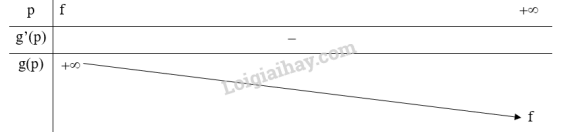 p f +∞
g'(p) −
g(p) +∞ f
Loigiaihay.com